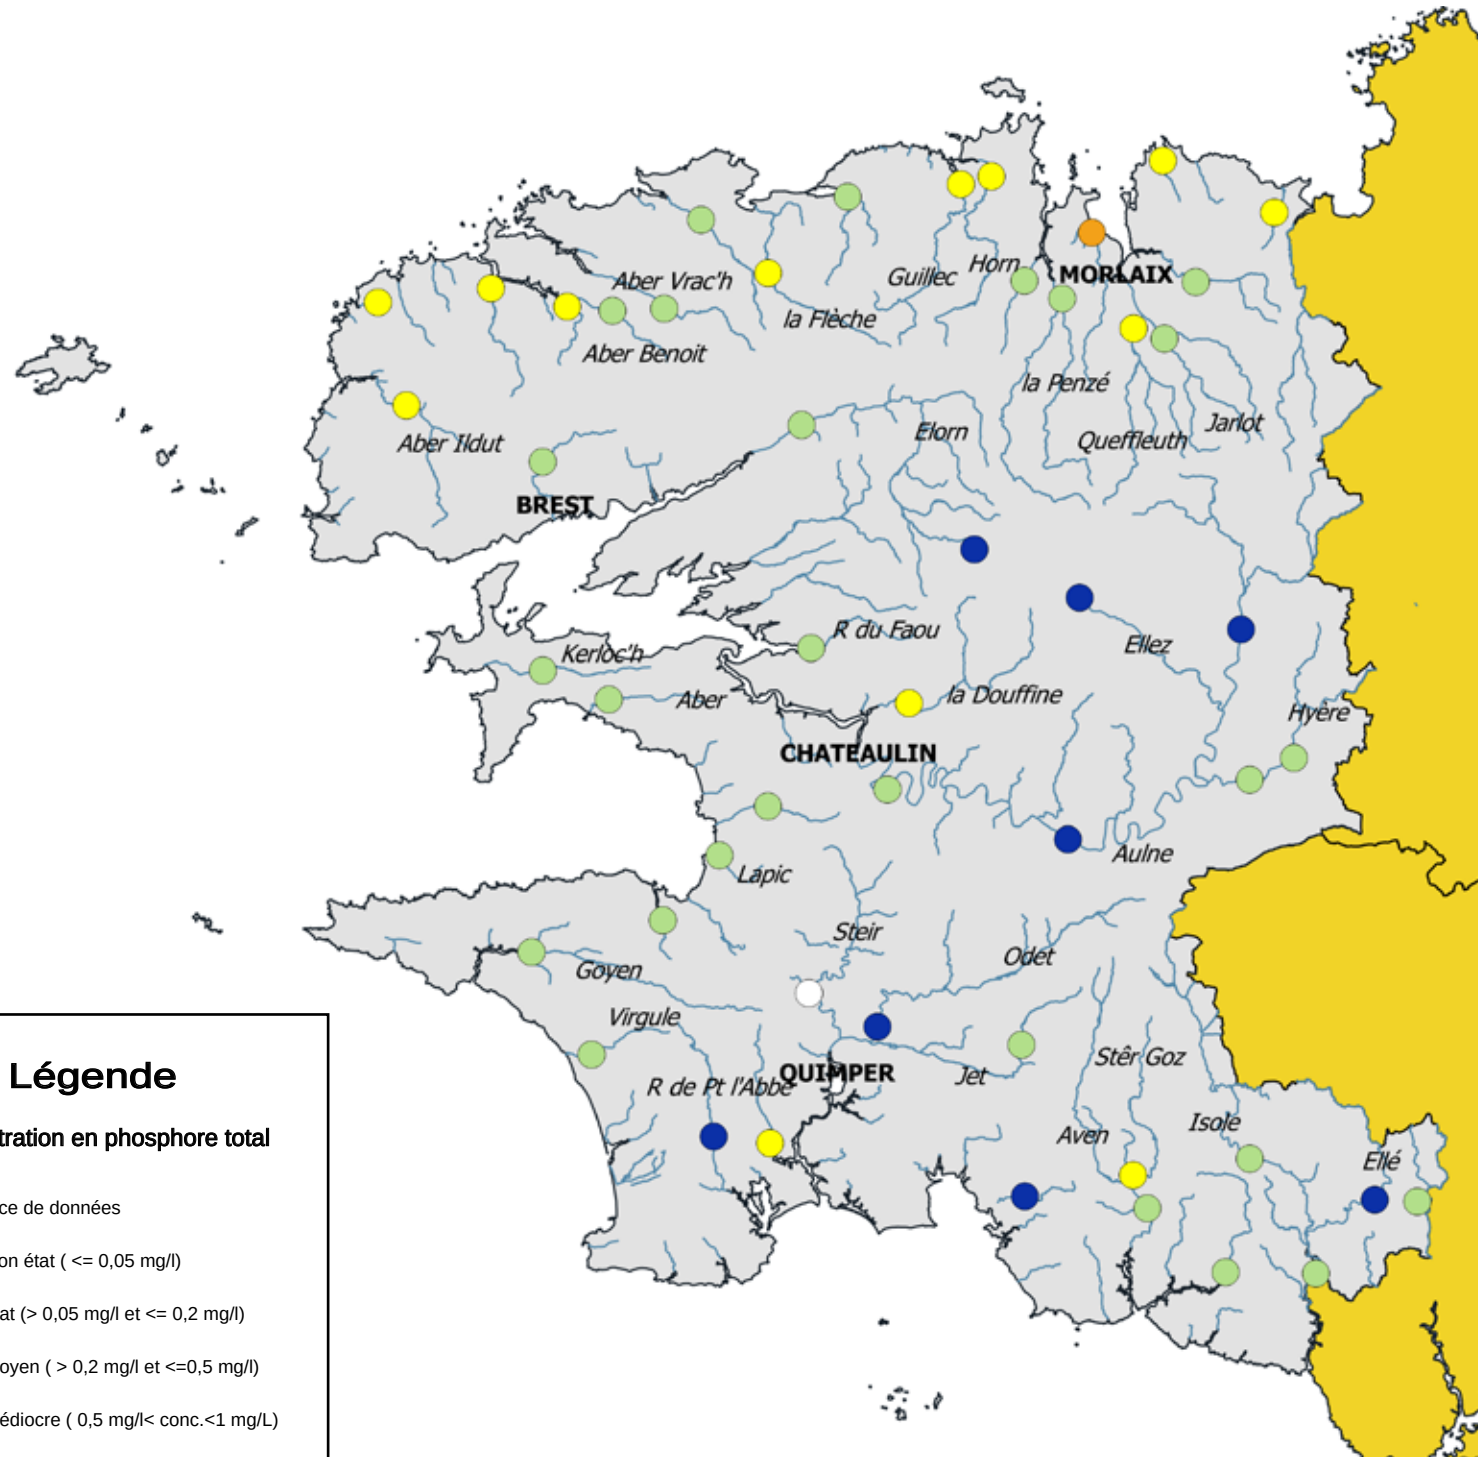 Aber Vrac'h
Guillec
Horn
MORLAIX
la Flèche
Aber Benoit
la Penzé
Jarlot
Elorn
Queffleuth
Aber Ildut
BREST
R du Faou
Ellez
Kerloc'h
Aber
la Douffine
Hyère
CHATEAULIN
Aulne
Lapic
Steir
Odet
Goyen
Virgule
Stêr Goz
QUIMPER
Jet
R de Pt l'Abbé
Isole
Aven
Ellé
Légende
tration en phosphore total
ce de données
on état ( <= 0,05 mg/l)
at (> 0,05 mg/l et <= 0,2 mg/l)
oyen ( > 0,2 mg/l et <=0,5 mg/l)
édiocre ( 0,5 mg/l< conc.<1 mg/L)